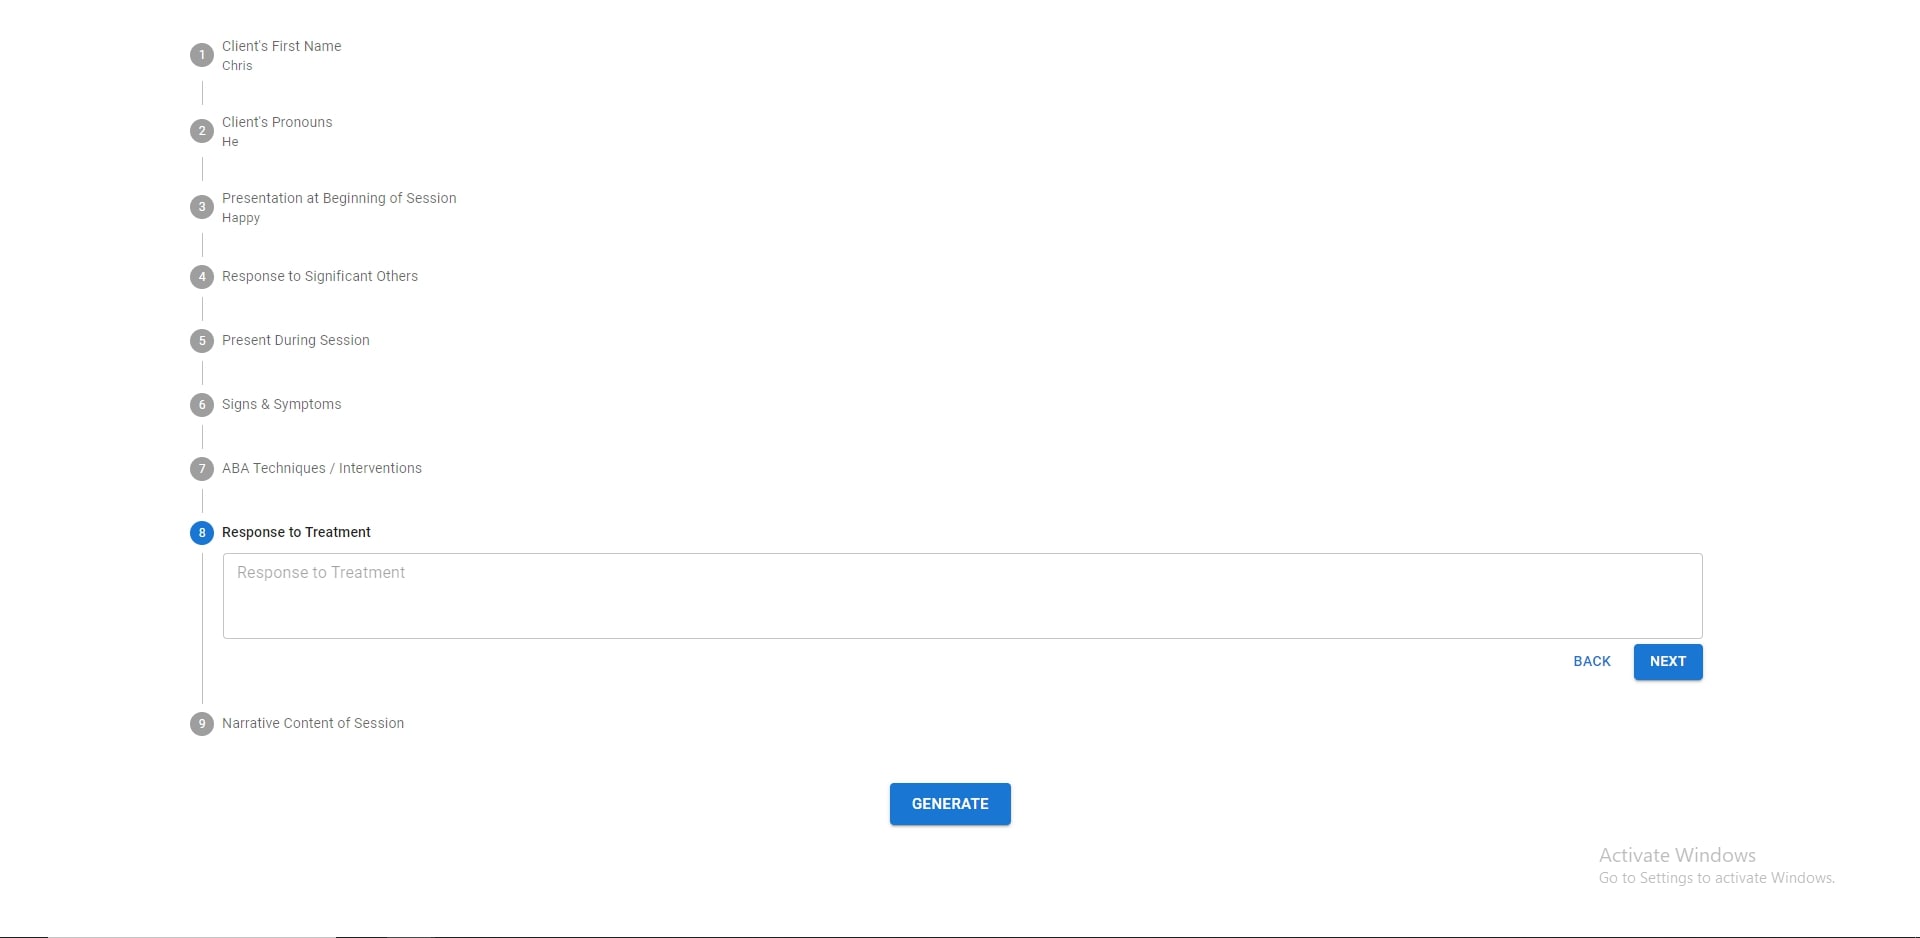 1
Client's First Name
Chris
2
Client's Pronouns
He
3
Presentation at Beginning of Session
Happy
4
Response to Significant Others
5
Present During Session
6
Signs & Symptoms
7
ABA Techniques / Interventions
8
Response to Treatment
Response to Treatment
BACK
NEXT
9
Narrative Content of Session
GENERATE
Activate Windows
Go to Settings to activate Windows.